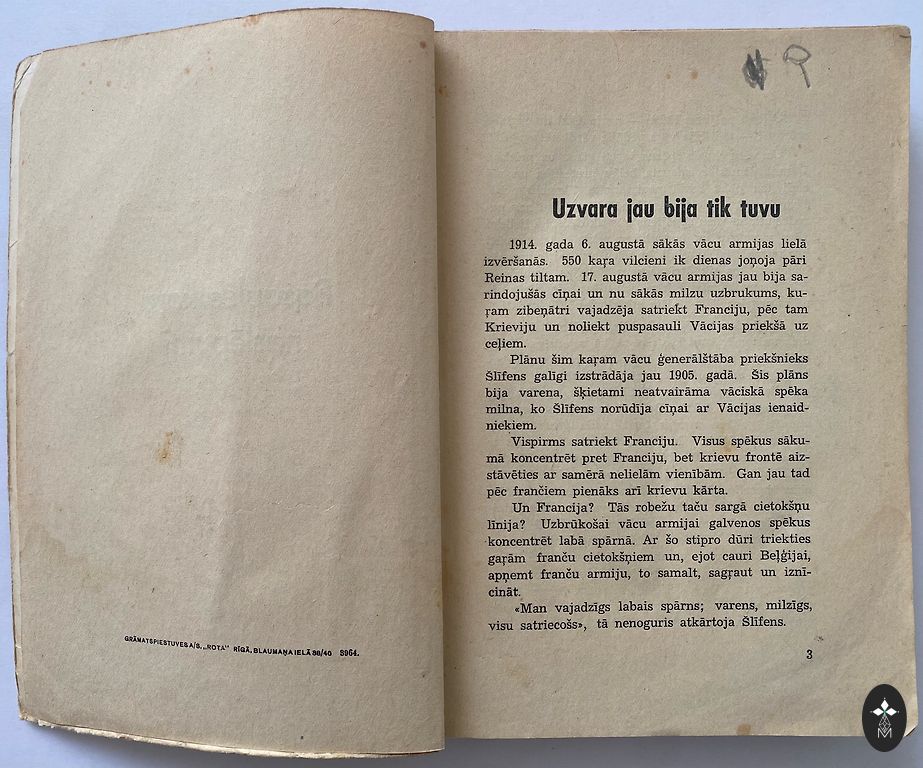 GRĀMATSPIESTUVES A/S. „ROTA" RĪGĀ, BLAUMAŅA IELĀ 38/40 3964.
R
Uzvara jau bija tik tuvu
1914. gada 6. augustā sākās vācu armijas lielā
izvēršanās. 550 kaŗa vilcieni ik dienas joņoja pāri
Reinas tiltam. 17. augustā vācu armijas jau bija sa-
rindojušās cīņai un nu sākās milzu uzbrukums, ku-
ŗam zibeņātri vajadzēja satriekt Franciju, pēc tam
Krieviju un noliekt puspasauli Vācijas priekšā uz
ceļiem.
Plānu šim kaŗam vācu ģenerālštāba priekšnieks
Šlīfens galīgi izstrādāja jau 1905. gadā. Šis plāns
bija varena, šķietami neatvairāma vāciskā spēka
milna, ko Šlīfens norūdīja cīņai ar Vācijas ienaid-
niekiem.
Vispirms satriekt Franciju. Visus spēkus sāku-
mā koncentrēt pret Franciju, bet krievu frontē aiz-
stāvēties ar samērā nelielām vienībām. Gan jau tad
pēc frančiem pienāks arī krievu kārta.
Un Francija? Tās robežu taču sargā cietokšņu
līnija? Uzbrūkošai vācu armijai galvenos spēkus
koncentrēt labā spārnā. Ar šo stipro dūri triekties
gaŗām franču cietokšņiem un, ejot cauri Beļģijai,
apņemt franču armiju, to samalt, sagŗaut un iznī-
cināt.
«Man vajadzīgs labais spārns; varens, milzīgs,
visu satriecošs», tā nenoguris atkārtoja Šlīfens.
3
M